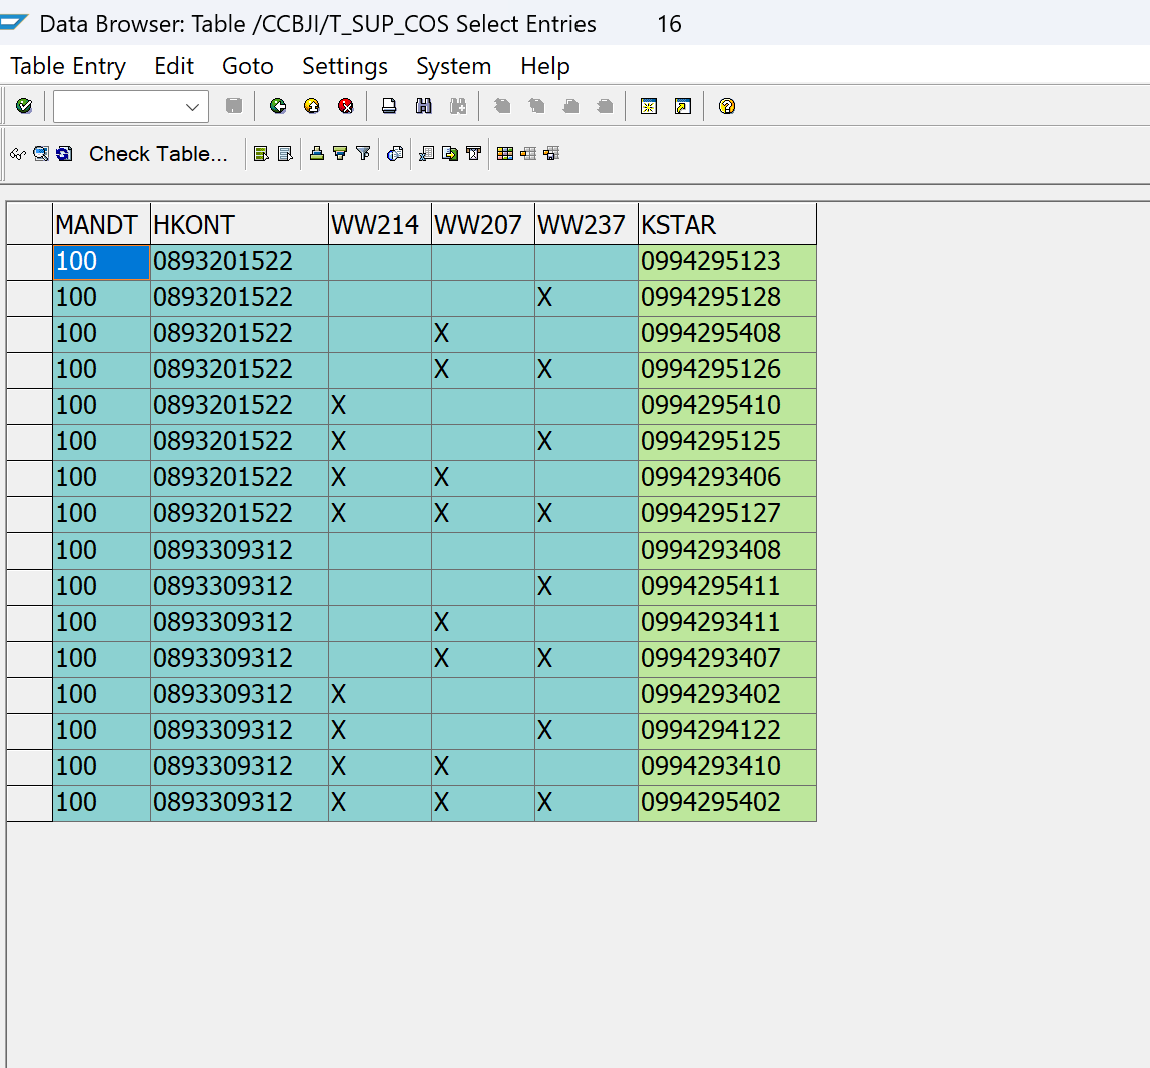 Data Browser: Table /CCBJI/T_SUP_COS Select Entries 16
Table Entry Edit Goto Settings System Help
Check Table...
MANDT HKONT WW214 WW207 WW237 KSTAR
100 0893201522 0994295123
100 0893201522 X 0994295128
100 0893201522 X 0994295408
100 0893201522 X X 0994295126
100 0893201522 X 0994295410
100 0893201522 X X 0994295125
100 0893201522 X X 0994293406
100 0893201522 X X X 0994295127
100 0893309312 0994293408
100 0893309312 X 0994295411
100 0893309312 X 0994293411
100 0893309312 X X 0994293407
100 0893309312 X 0994293402
100 0893309312 X X 0994294122
100 0893309312 X X 0994293410
100 0893309312 X X X 0994295402